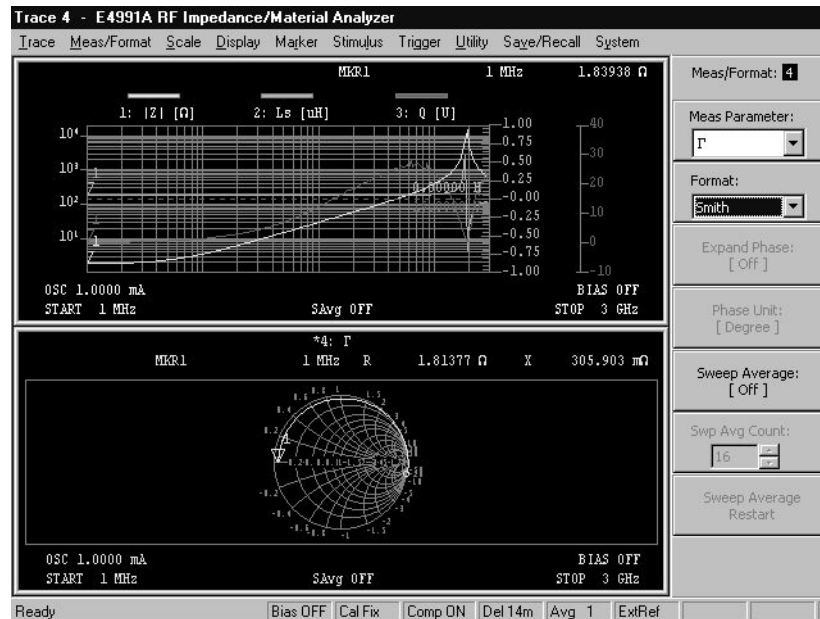 Trace 4 - E4991A RF Impedance/Material Analyzer
Trace Meas/Format Scale Display Marker Stimulus Trigger Utility Save/Recall System
MKR1 1 MHz 1.83938 Ω
1: |Z| [Ω] 2: Ls [uH] 3: Q [U]
10⁴
10³
10²
10¹
1.00
0.75
0.50
0.25
-0.00
-0.25
-0.50
-0.75
-1.00
40
30
20
10
0
-10
OSC 1.0000 mA BIAS OFF
START 1 MHz SAvg OFF STOP 3 GHz
*4: Γ
MKR1 1 MHz R 1.81377 Ω X 305.903 mΩ
OSC 1.0000 mA BIAS OFF
START 1 MHz SAvg OFF STOP 3 GHz
Meas/Format: 4
Meas Parameter:
Γ
Format:
Smith
Expand Phase:
[ Off ]
Phase Unit:
[ Degree ]
Sweep Average:
[ Off ]
Swp Avg Count:
16
Sweep Average
Restart
Ready Bias OFF Cal Fix Comp ON Del 14m Avg 1 ExtRef